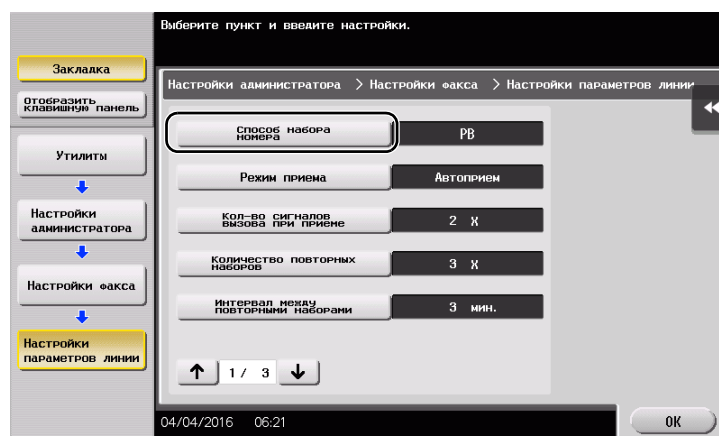 Выберите пункт и введите настройки.
Закладка
Отобразить
клавишную панель
Утилиты
Настройки
администратора
Настройки факса
Настройки
параметров линии
Настройки администратора > Настройки факса > Настройки параметров линии
Способ набора
номера
PB
Режим приема
Автоприем
Кол-во сигналов
вызова при приеме
2 X
Количество повторных
наборов
3 X
Интервал между
повторными наборами
3 мин.
1/ 3
04/04/2016 06:21
OK